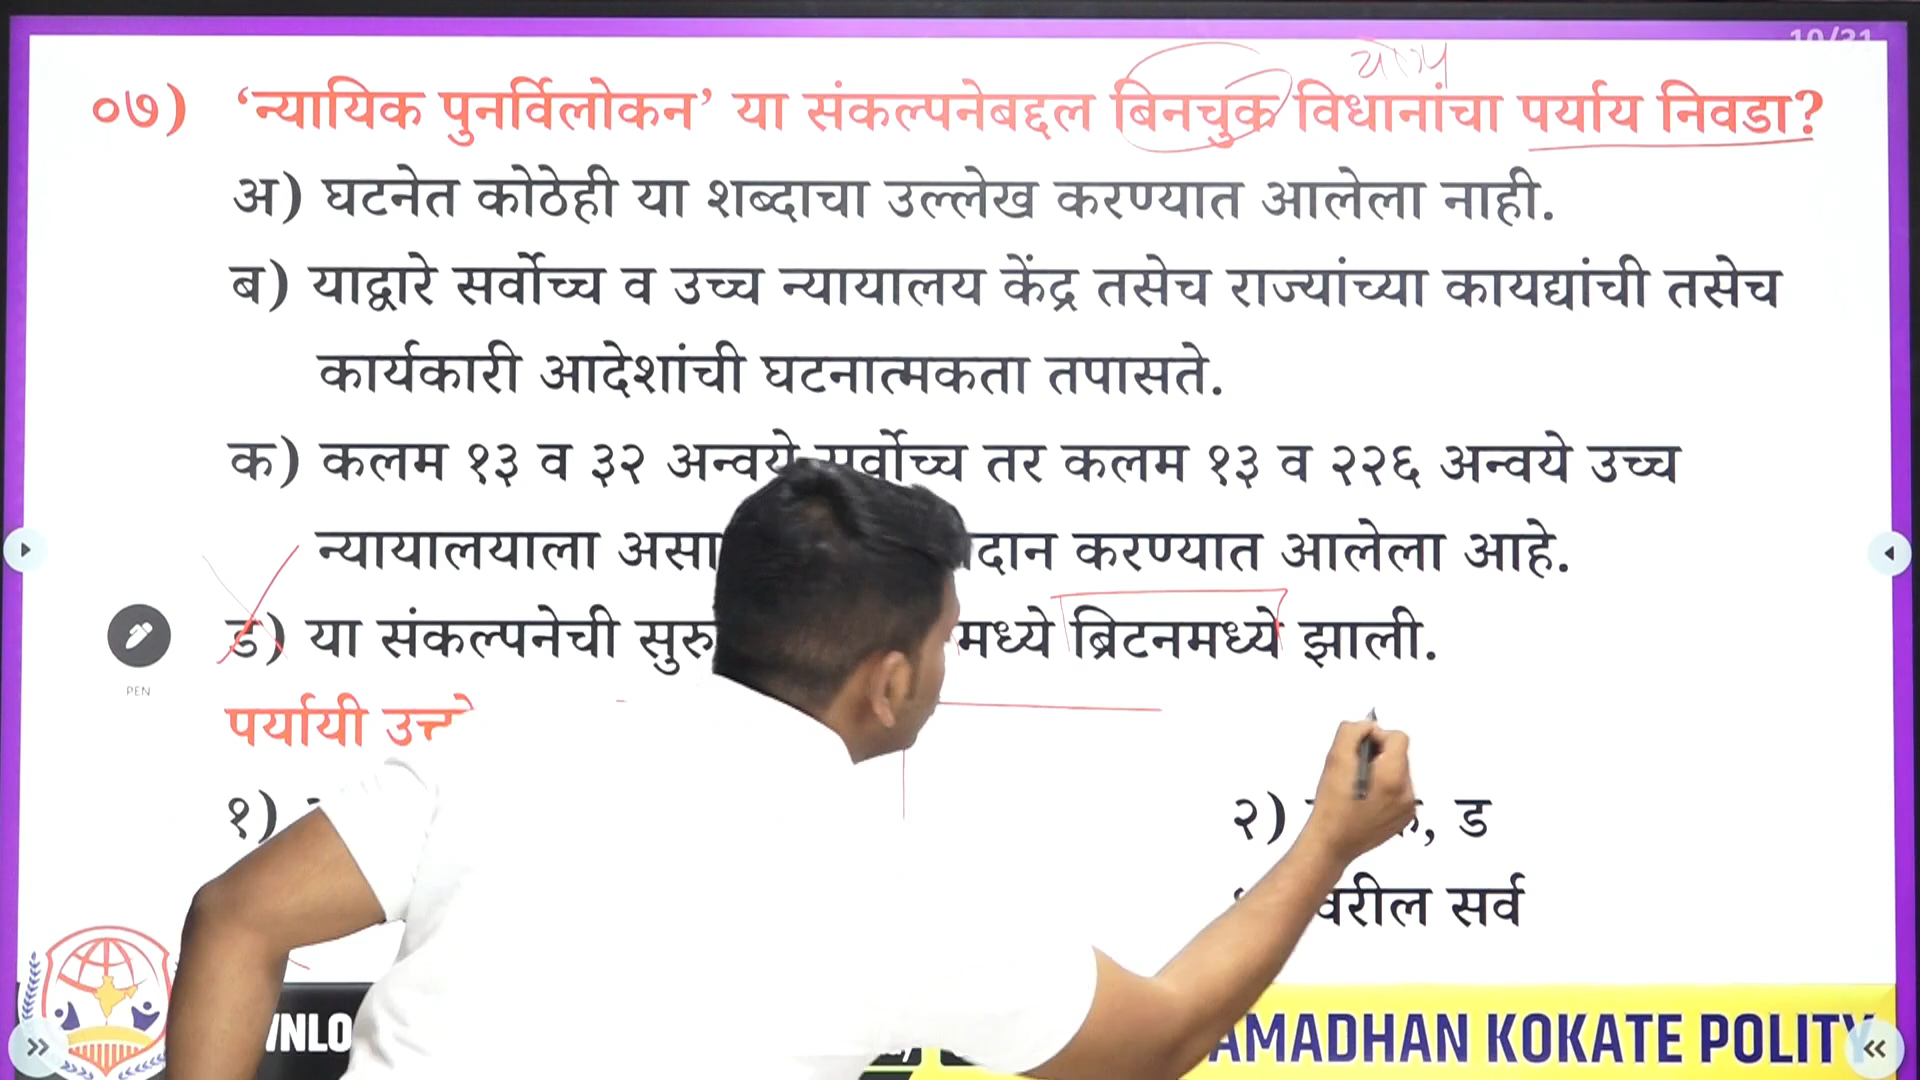 10/31
योग्य
०७) ‘न्यायिक पुनर्विलोकन’ या संकल्पनेबद्दल बिनचुक विधानांचा पर्याय निवडा?
अ) घटनेत कोठेही या शब्दाचा उल्लेख करण्यात आलेला नाही.
ब) याद्वारे सर्वोच्च व उच्च न्यायालय केंद्र तसेच राज्यांच्या कायद्यांची तसेच
कार्यकारी आदेशांची घटनात्मकता तपासते.
क) कलम १३ व ३२ अन्वये सर्वोच्च तर कलम १३ व २२६ अन्वये उच्च
न्यायालयाला असा दान करण्यात आलेला आहे.
ड) या संकल्पनेची सुरु मध्ये ब्रिटनमध्ये झाली.
PEN
पर्यायी
१) २) , ड
वरील सर्व
WNLO AMADHAN KOKATE POLITY